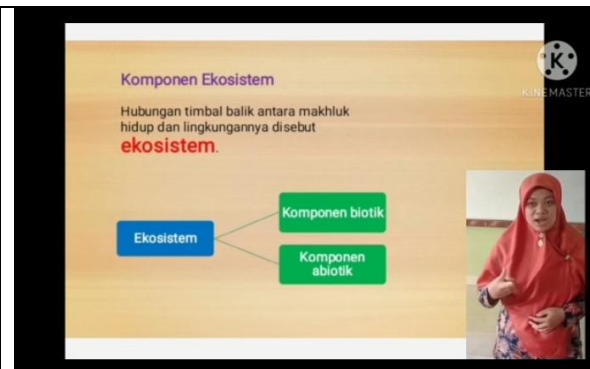 Komponen Ekosistem
Hubungan timbal balik antara makhluk
hidup dan lingkungannya disebut
ekosistem.
Ekosistem
Komponen biotik
Komponen
abiotik
K
KINEMASTER